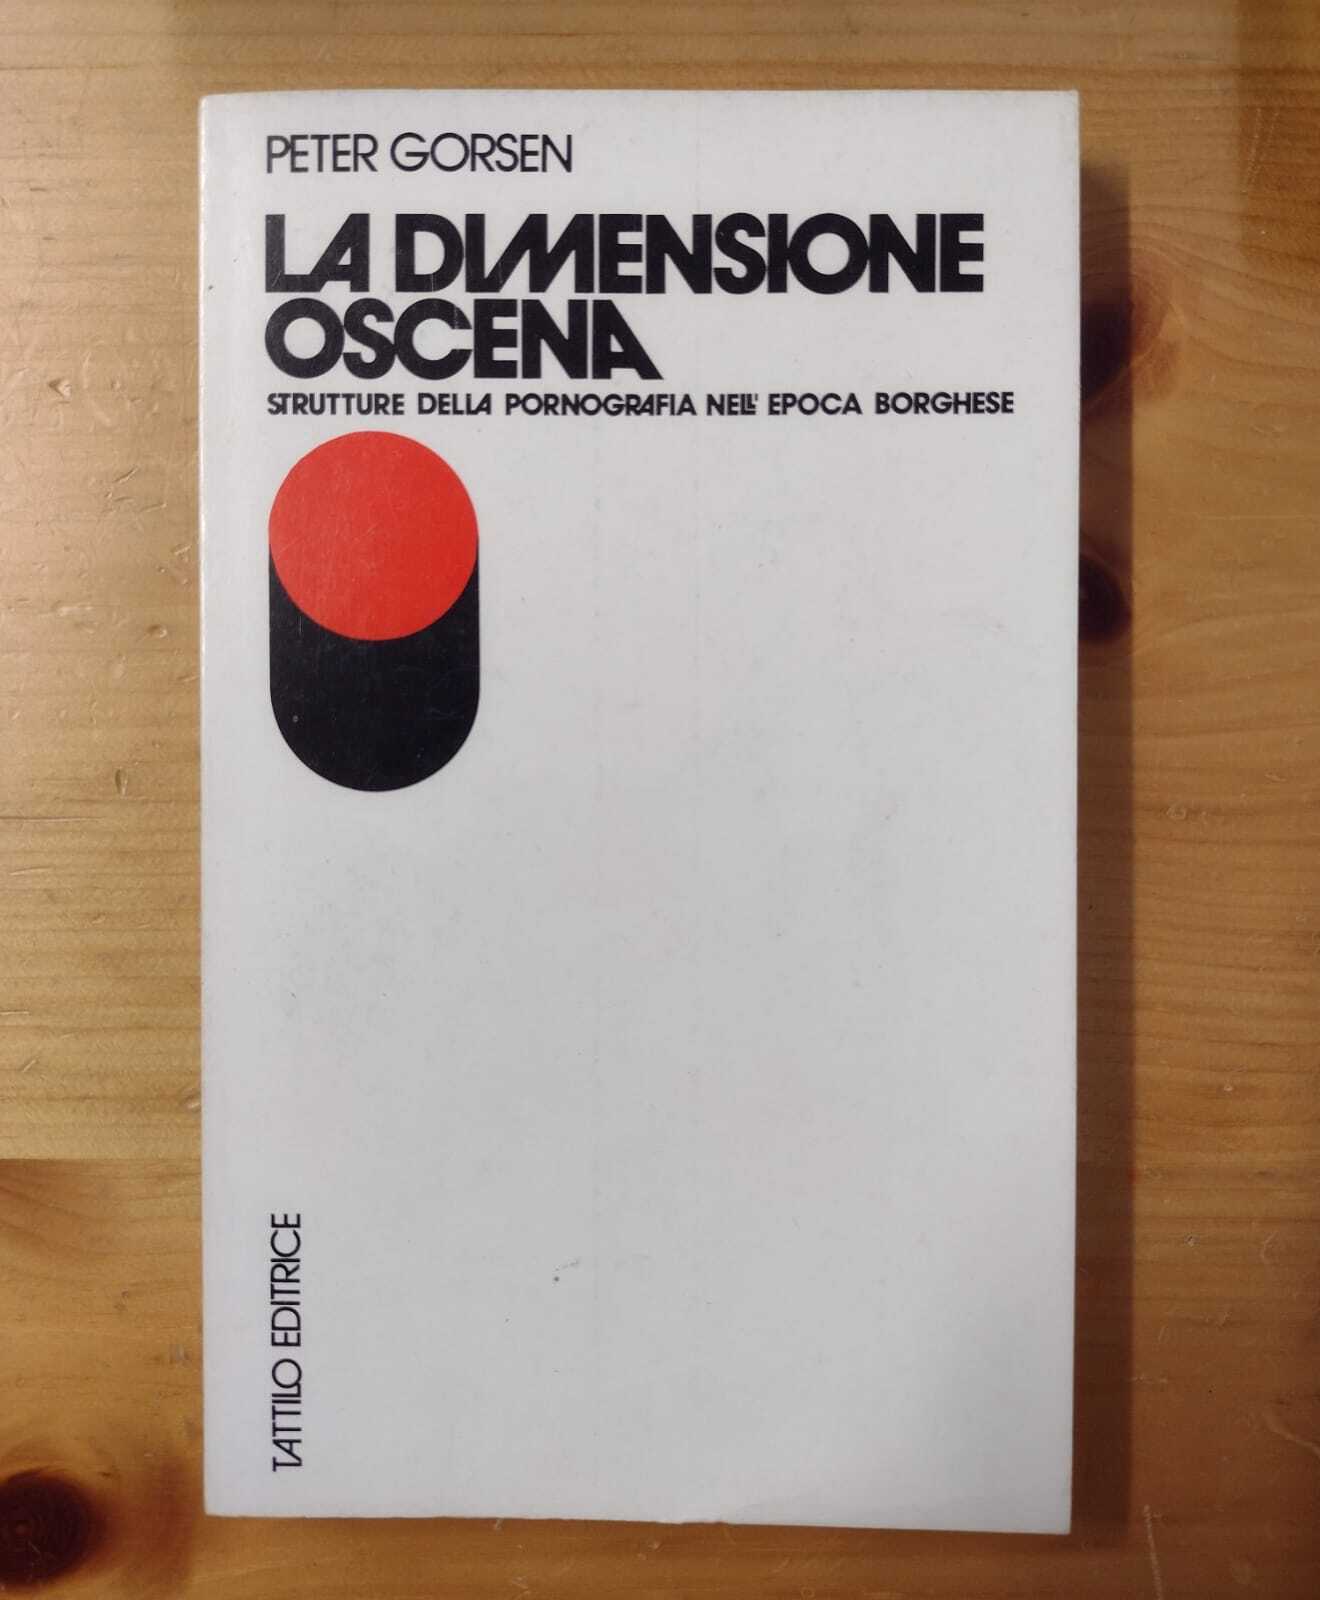 PETER GORSEN
LA DIMENSIONE
OSCENA
STRUTTURE DELLA PORNOGRAFIA NELL' EPOCA BORGHESE
TATTILO EDITRICE